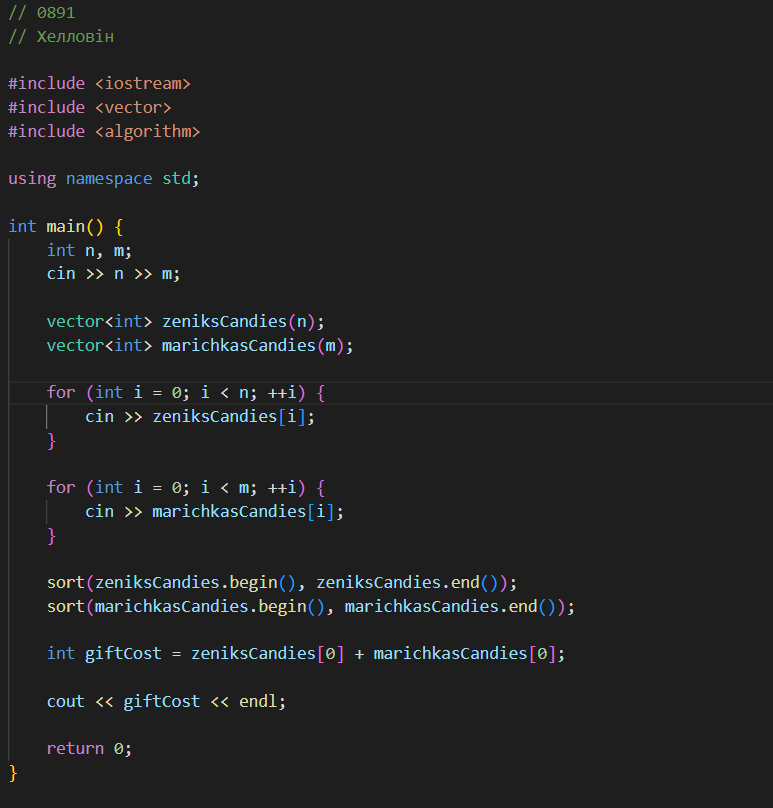 // 0891
// Хелловін
#include <iostream>
#include <vector>
#include <algorithm>
using namespace std;
int main() {
int n, m;
cin >> n >> m;
vector<int> zeniksCandies(n);
vector<int> marichkasCandies(m);
for (int i = 0; i < n; ++i) {
cin >> zeniksCandies[i];
}
for (int i = 0; i < m; ++i) {
cin >> marichkasCandies[i];
}
sort(zeniksCandies.begin(), zeniksCandies.end());
sort(marichkasCandies.begin(), marichkasCandies.end());
int giftCost = zeniksCandies[0] + marichkasCandies[0];
cout << giftCost << endl;
return 0;
}